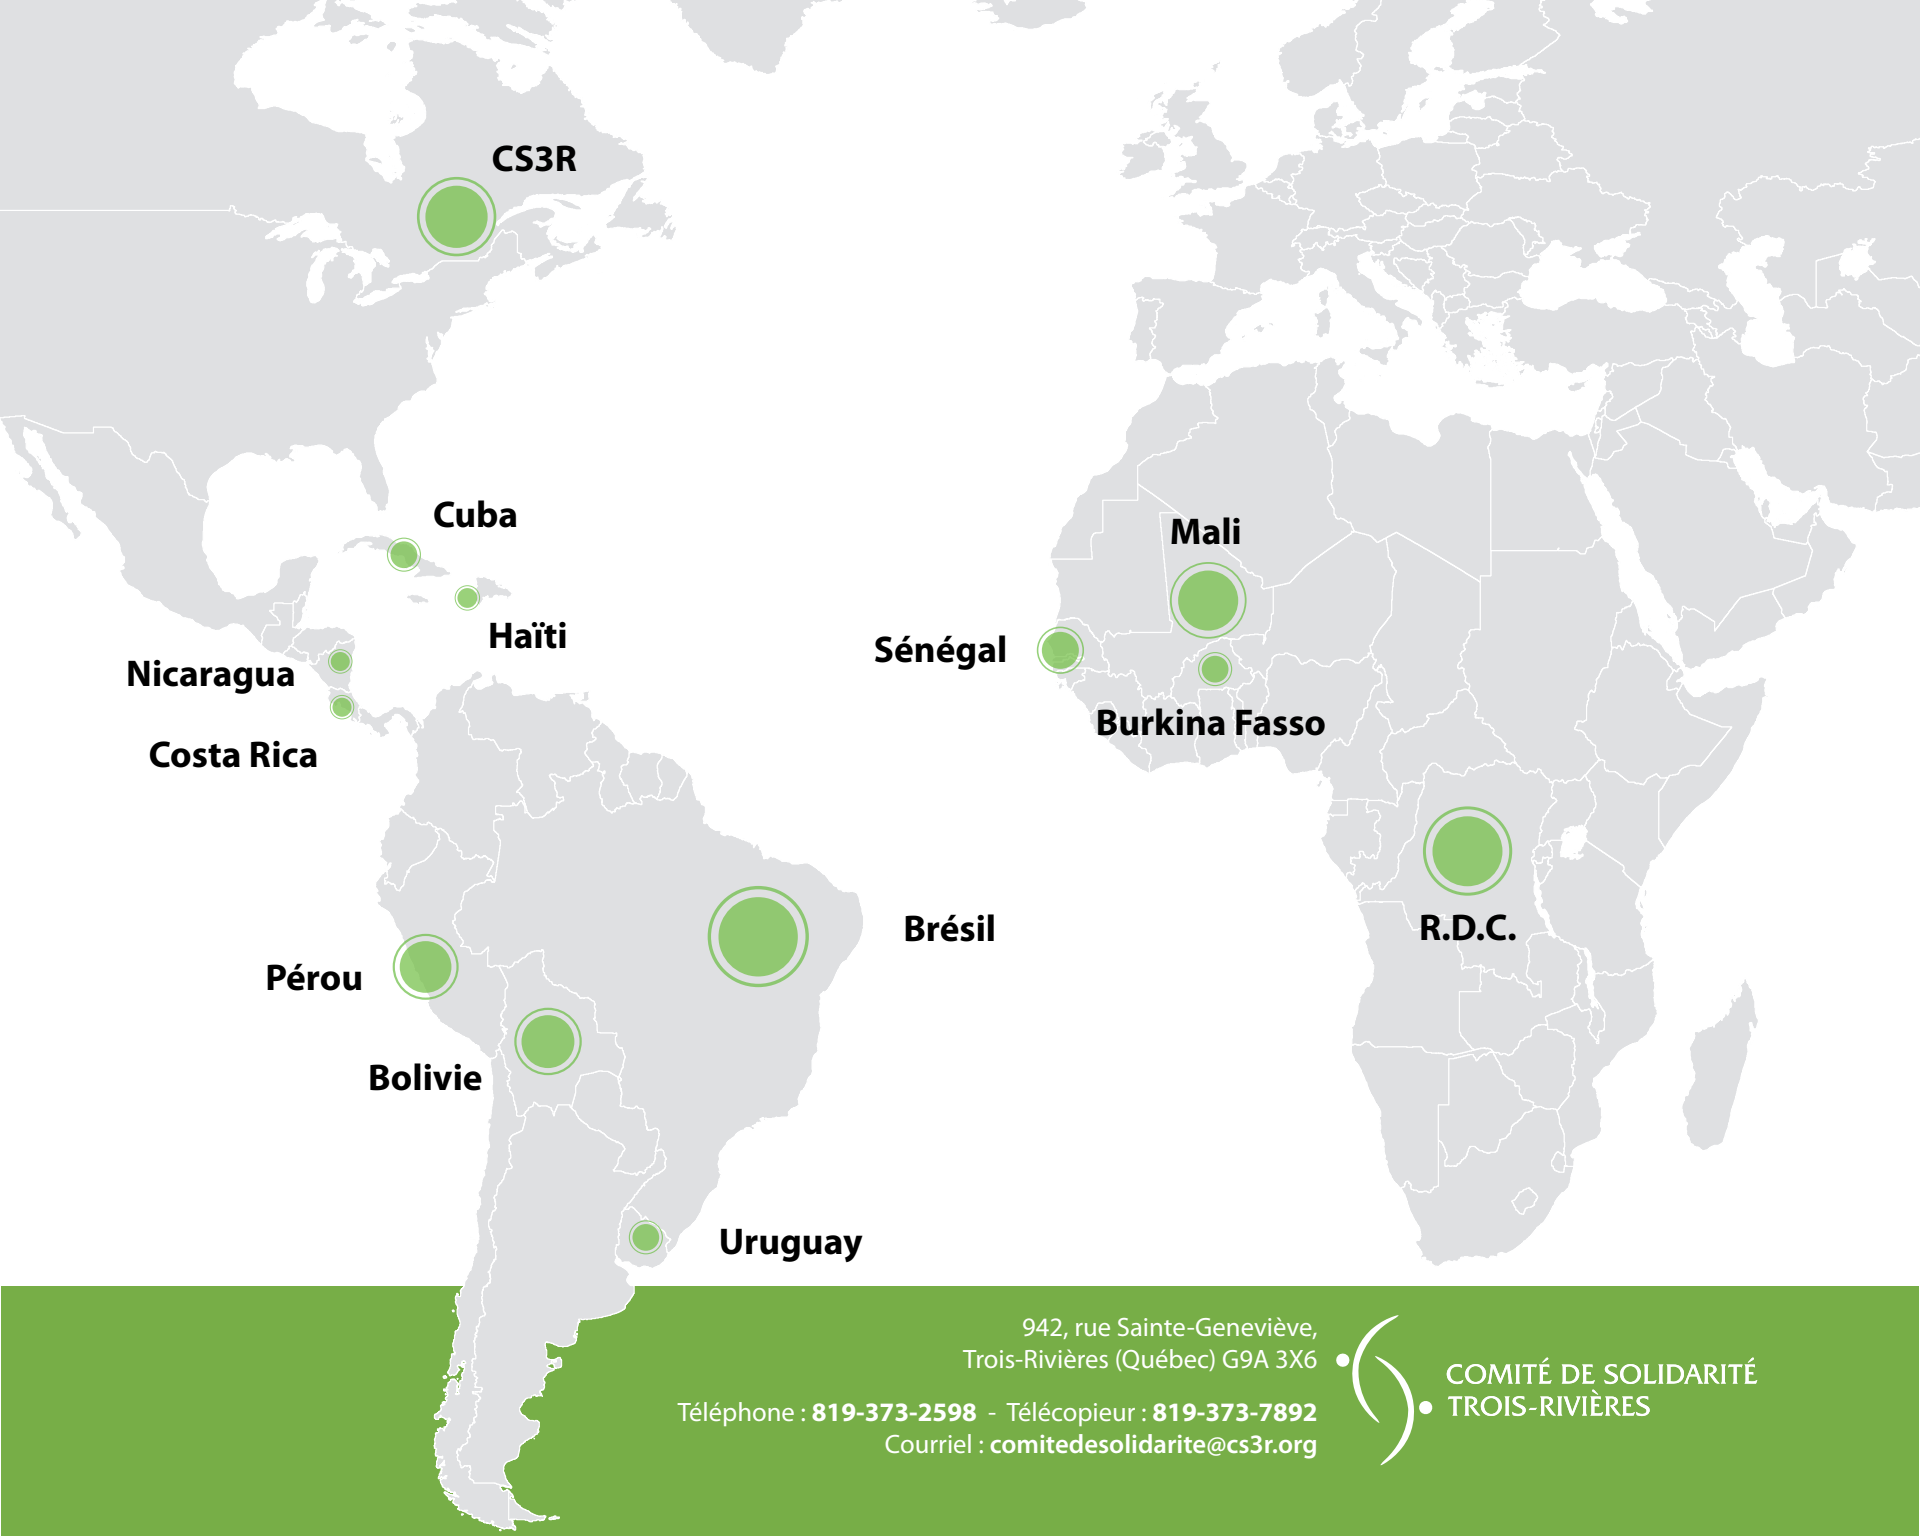 CS3R
Cuba
Mali
Haïti
Sénégal
Nicaragua
Burkina Fasso
Costa Rica
Brésil
R.D.C.
Pérou
Bolivie
Uruguay
942, rue Sainte-Geneviève,
Trois-Rivières (Québec) G9A 3X6
Téléphone : 819-373-2598 - Télécopieur : 819-373-7892
Courriel : comitedesolidarite@cs3r.org
COMITÉ DE SOLIDARITÉ
TROIS-RIVIÈRES